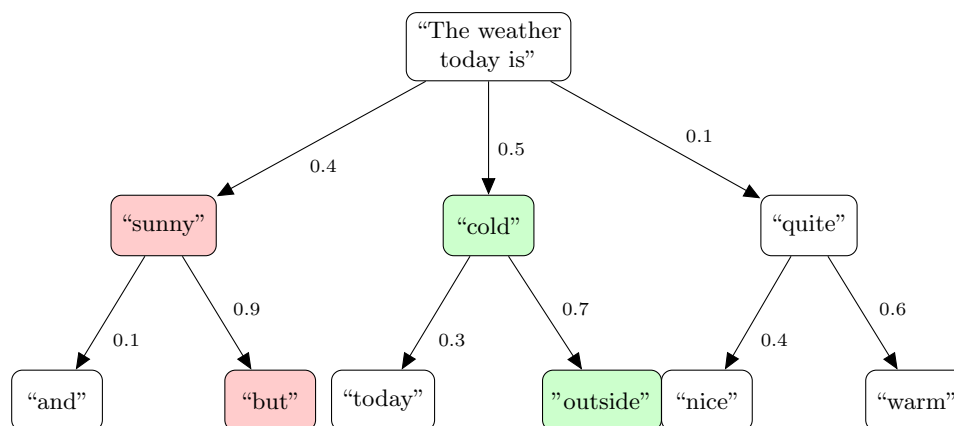 “The weather
today is”
0.4
0.5
0.1
“sunny”
“cold”
“quite”
0.1
0.9
0.3
0.7
0.4
0.6
“and”
“but”
“today”
”outside”
“nice”
“warm”